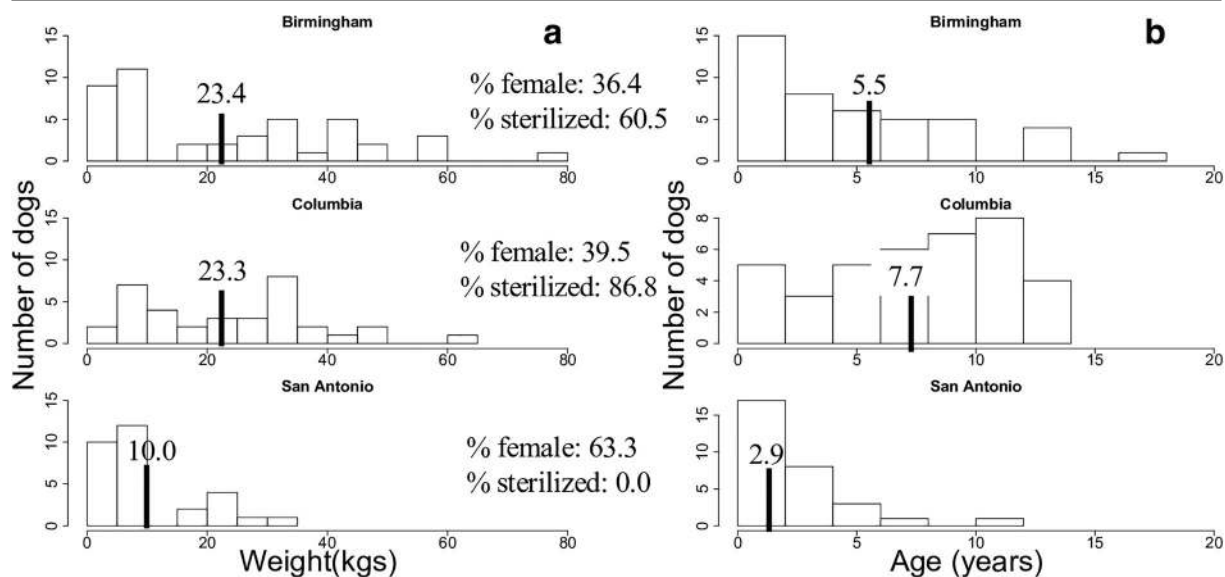 Birmingham
a
Number of dogs
0 5 10 15
23.4
% female: 36.4
% sterilized: 60.5
0 20 40 60 80
Columbia
0 5 10 15
23.3
% female: 39.5
% sterilized: 86.8
0 20 40 60 80
San Antonio
0 5 10 15
10.0
% female: 63.3
% sterilized: 0.0
0 20 40 60 80
Weight(kgs)
Birmingham
b
Number of dogs
0 5 10 15
5.5
0 5 10 15 20
Columbia
0 2 4 6 8
7.7
0 5 10 15 20
San Antonio
0 5 10 15
2.9
0 5 10 15 20
Age (years)